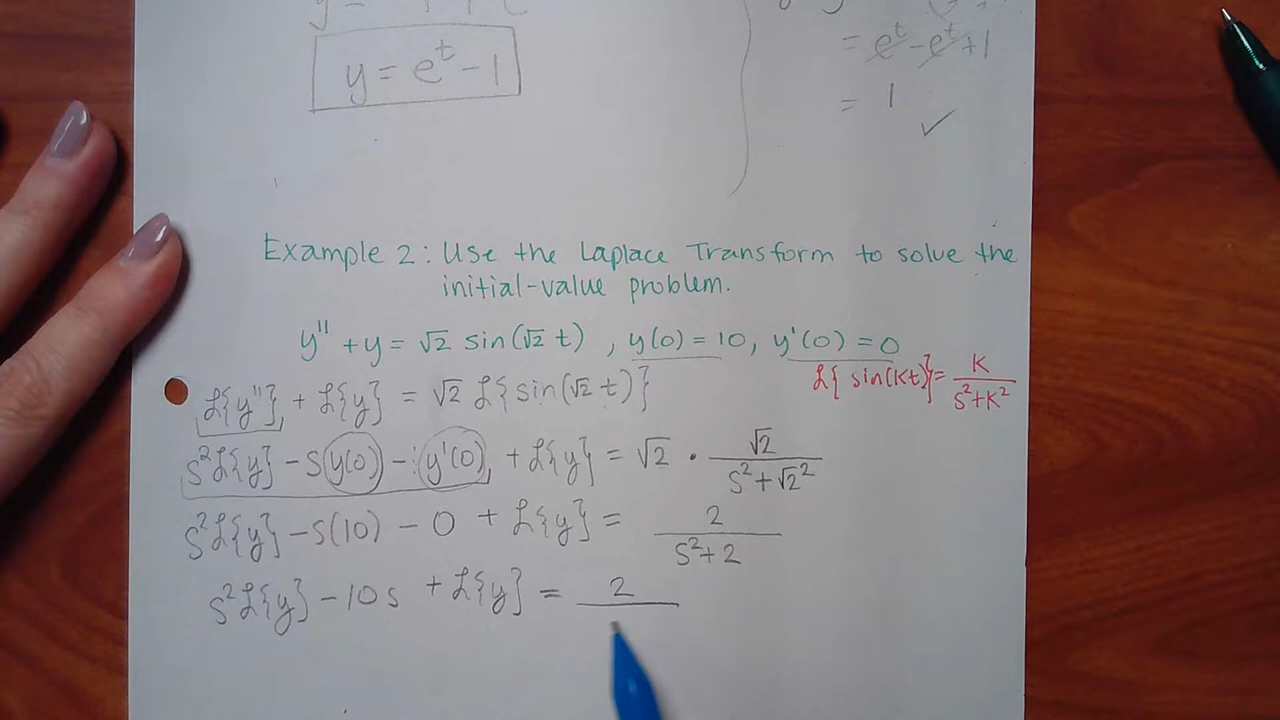 y = e^t - 1
= e^t - e^t + 1
= 1 ✓
Example 2: Use the Laplace Transform to solve the
initial-value problem.
y'' + y = √2 sin(√2 t) , y(0) = 10, y'(0) = 0
ℒ{sin(kt)} = k / (s² + k²)
ℒ{y''} + ℒ{y} = √2 ℒ{sin(√2 t)}
s²ℒ{y} - s y(0) - y'(0) + ℒ{y} = √2 · √2 / (s² + √2²)
s²ℒ{y} - s(10) - 0 + ℒ{y} = 2 / (s² + 2)
s²ℒ{y} - 10s + ℒ{y} = 2